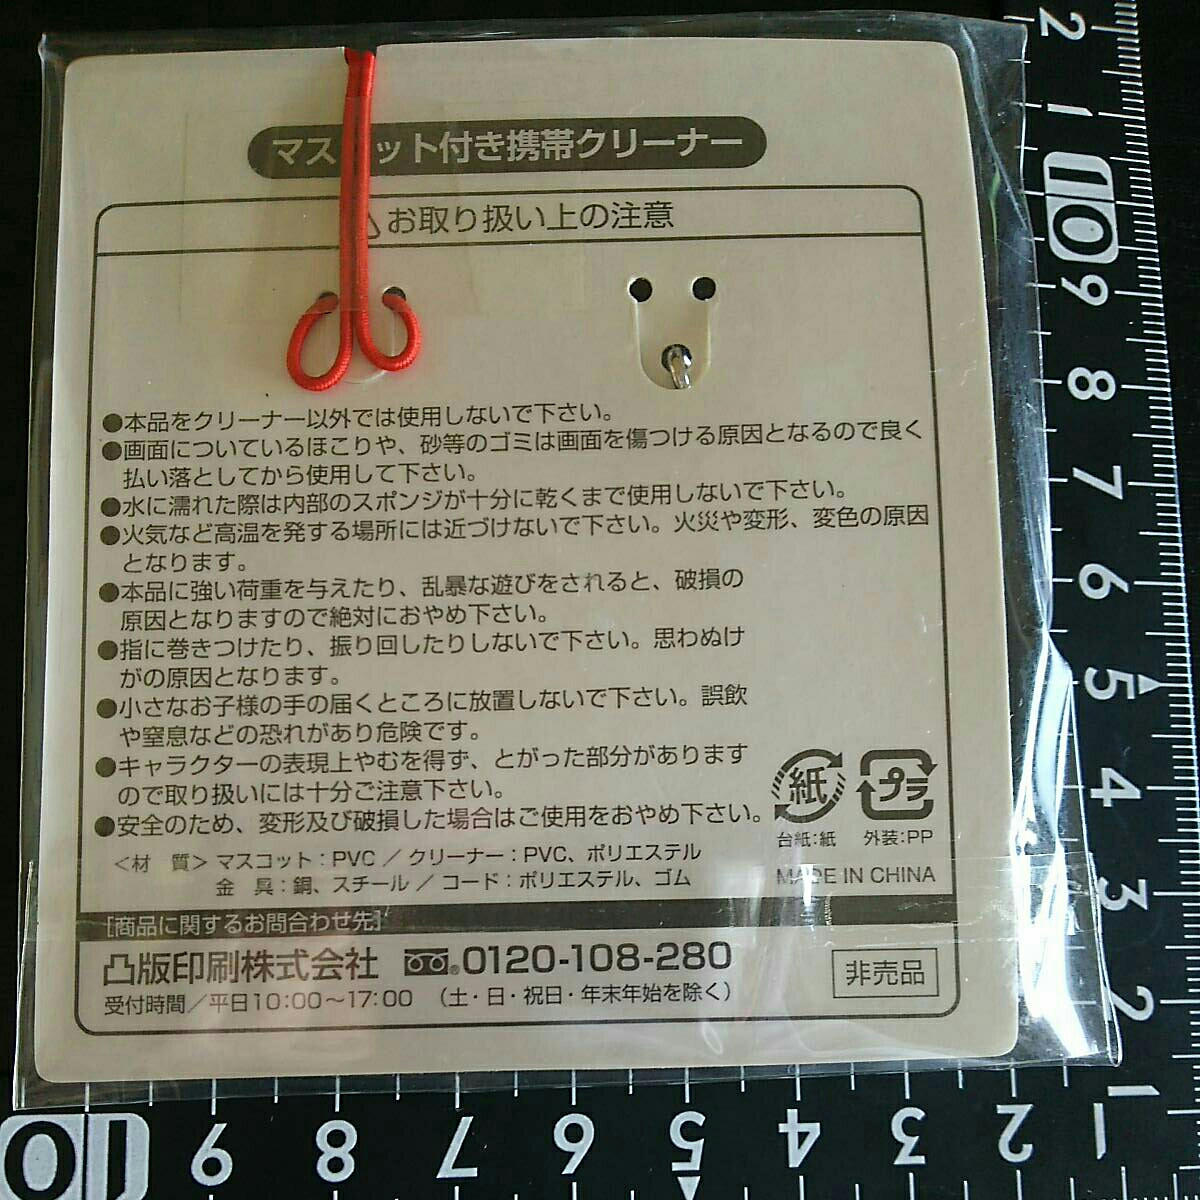 マス ット付き携帯クリーナー
お取り扱い上の注意
●本品をクリーナー以外では使用しないで下さい。
●画面についているほこりや、砂等のゴミは画面を傷つける原因となるので良く
払い落としてから使用して下さい。
●水に濡れた際は内部のスポンジが十分に乾くまで使用しないで下さい。
●火気など高温を発する場所には近づけないで下さい。火災や変形、変色の原因
となります。
●本品に強い荷重を与えたり、乱暴な遊びをされると、破損の
原因となりますので絶対におやめ下さい。
●指に巻きつけたり、振り回したりしないで下さい。思わぬけ
がの原因となります。
●小さなお子様の手の届くところに放置しないで下さい。誤飲
や窒息などの恐れがあり危険です。
●キャラクターの表現上やむを得ず、とがった部分があります
ので取り扱いには十分ご注意下さい。
●安全のため、変形及び破損した場合はご使用をおやめ下さい。
紙 プラ
台紙:紙 外装:PP
<材 質> マスコット:PVC / クリーナー:PVC、ポリエステル
金 具:鋼、スチール / コード:ポリエステル、ゴム
MADE IN CHINA
[商品に関するお問合わせ先]
凸版印刷株式会社 0120-108-280
受付時間/平日10:00～17:00 (土・日・祝日・年末年始を除く)
非売品
2
1
10
9
8
7
6
5
4
3
2
1
10 9 8 7 6 5 4 3 2 1